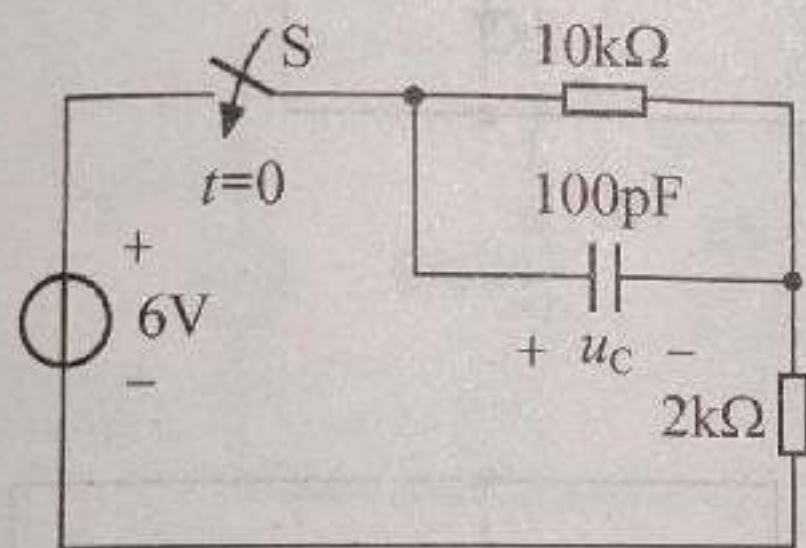 S
10kΩ
t=0
100pF
+
6V
−
+ uC −
2kΩ